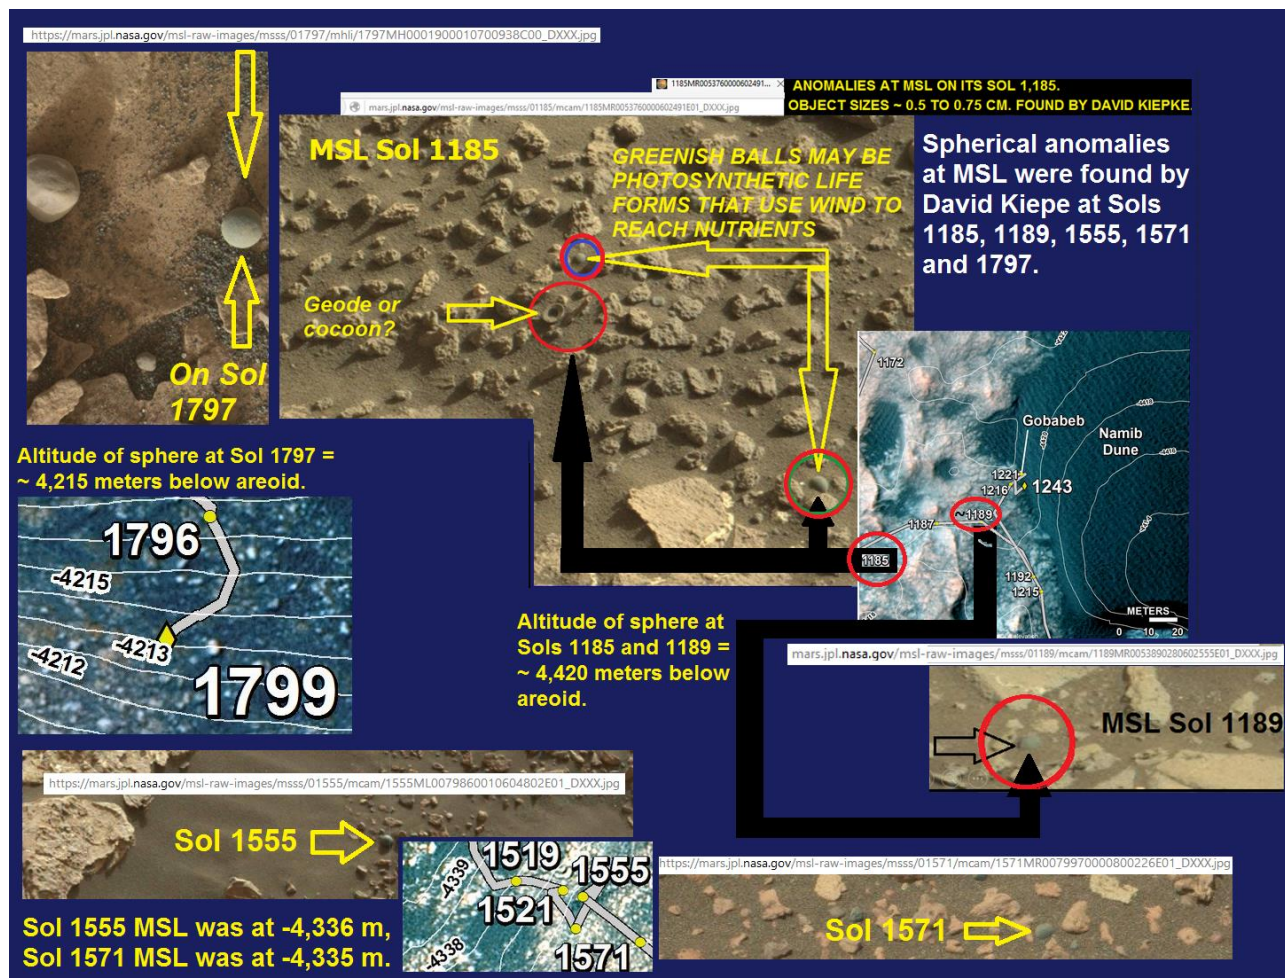 https://mars.jpl.nasa.gov/msl-raw-images/msss/01797/mhli/1797MH0001900010700938C00_DXXX.jpg
1185MR0053760000602491...
mars.jpl.nasa.gov/msl-raw-images/msss/01185/mcam/1185MR0053760000602491E01_DXXX.jpg
ANOMALIES AT MSL ON ITS SOL 1,185.
OBJECT SIZES ~ 0.5 TO 0.75 CM. FOUND BY DAVID KIEPKE.
MSL Sol 1185
GREENISH BALLS MAY BE
PHOTOSYNTHETIC LIFE
FORMS THAT USE WIND TO
REACH NUTRIENTS
Geode or
cocoon?
Spherical anomalies
at MSL were found by
David Kiepe at Sols
1185, 1189, 1555, 1571
and 1797.
On Sol
1797
1172
Gobabeb
Namib
Dune
1221
1216
1243
~1189
1187
1185
1192
1215
-4420
-4418
-4416
METERS
0 10 20
Altitude of sphere at Sol 1797 =
~ 4,215 meters below areoid.
1796
-4215
-4213
-4212
1799
Altitude of sphere at
Sols 1185 and 1189 =
~ 4,420 meters below
areoid.
mars.jpl.nasa.gov/msl-raw-images/msss/01189/mcam/1189MR0053890280602555E01_DXXX.jpg
MSL Sol 1189
https://mars.jpl.nasa.gov/msl-raw-images/msss/01555/mcam/1555ML0079860010604802E01_DXXX.jpg
Sol 1555
-4339
1519
1555
1521
1571
-4338
Sol 1555 MSL was at -4,336 m,
Sol 1571 MSL was at -4,335 m.
https://mars.jpl.nasa.gov/msl-raw-images/msss/01571/mcam/1571MR0079970000800226E01_DXXX.jpg
Sol 1571